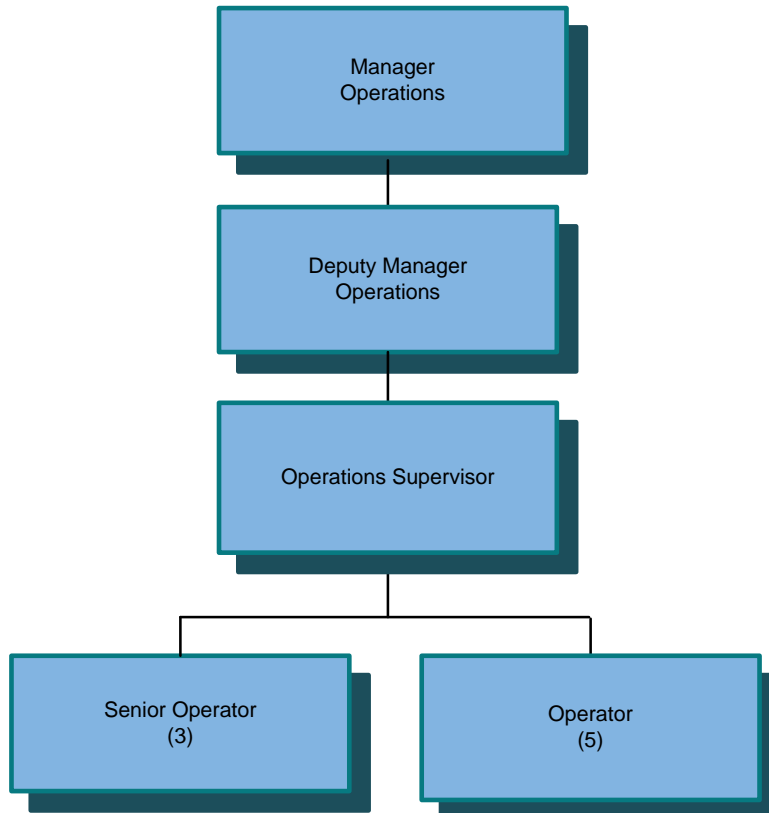 Manager
Operations
Deputy Manager
Operations
Operations Supervisor
Senior Operator
(3)
Operator
(5)